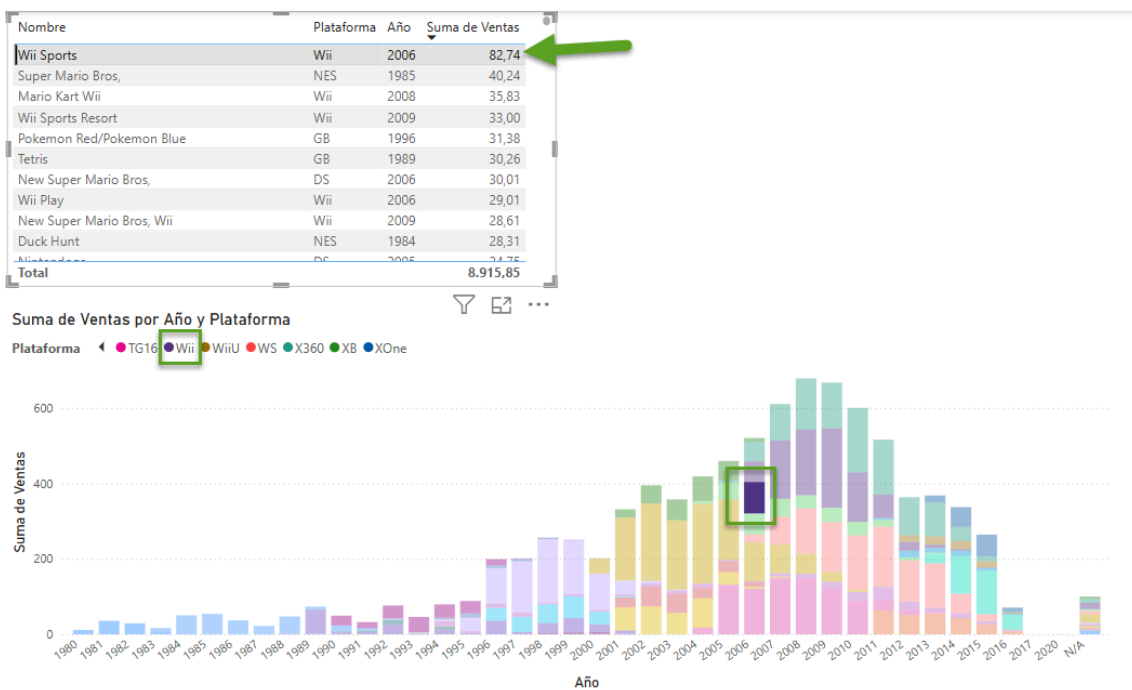 Nombre Plataforma Año Suma de Ventas
Wii Sports Wii 2006 82,74
Super Mario Bros, NES 1985 40,24
Mario Kart Wii Wii 2008 35,83
Wii Sports Resort Wii 2009 33,00
Pokemon Red/Pokemon Blue GB 1996 31,38
Tetris GB 1989 30,26
New Super Mario Bros, DS 2006 30,01
Wii Play Wii 2006 29,01
New Super Mario Bros, Wii Wii 2009 28,61
Duck Hunt NES 1984 28,31
Nintendogs DS 2005 24,75
Total 8.915,85
Suma de Ventas por Año y Plataforma
Plataforma TG16 Wii WiiU WS X360 XB XOne
Suma de Ventas
600
400
200
0
1980 1981 1982 1983 1984 1985 1986 1987 1988 1989 1990 1991 1992 1993 1994 1995 1996 1997 1998 1999 2000 2001 2002 2003 2004 2005 2006 2007 2008 2009 2010 2011 2012 2013 2014 2015 2016 2017 2020 N/A
Año